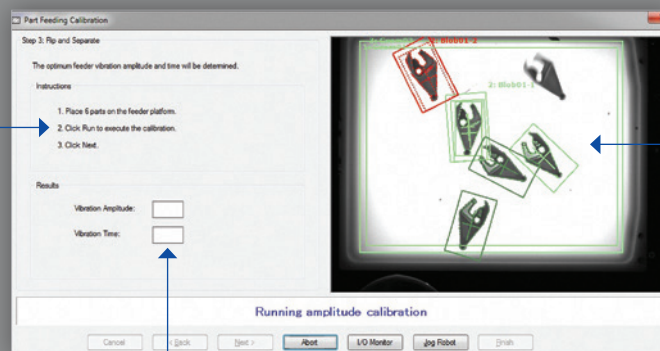 Part Feeding Calibration
Step 3: Flip and Separate
The optimum feeder vibration amplitude and time will be determined.
Instructions
1. Place 6 parts on the feeder platform.
2. Click Run to execute the calibration.
3. Click Next.
Results
Vibration Amplitude:
Vibration Time:
Blob01-2
2: Blob01-1
Running amplitude calibration
Cancel
< Back
Next >
Abort
I/O Monitor
Jog Robot
Finish